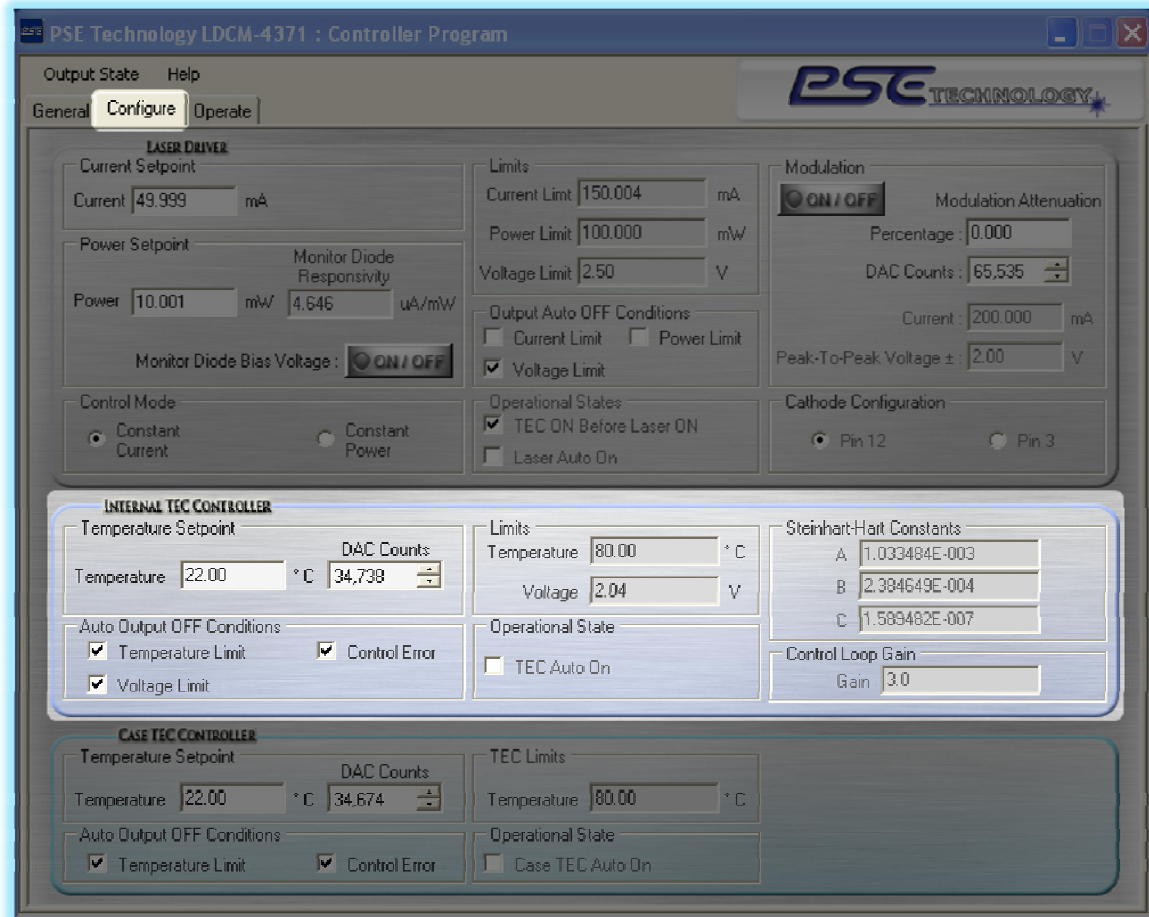 PSE Technology LDCM-4371 : Controller Program
Output State Help
PSE TECHNOLOGY
General Configure Operate
LASER DRIVER
Current Setpoint
Current 49.999 mA
Power Setpoint
Monitor Diode
Responsivity
Power 10.001 mW 4.646 uA/mW
Monitor Diode Bias Voltage : ON / OFF
Control Mode
Constant
Current
Constant
Power
Limits
Current Limt 150.004 mA
Power Limit 100.000 mW
Voltage Limit 2.50 V
Output Auto OFF Conditions
Current Limit Power Limit
Voltage Limit
Operational States
TEC ON Before Laser ON
Laser Auto On
Modulation
ON / OFF Modulation Attenuation
Percentage : 0.000
DAC Counts : 65,535
Current : 200.000 mA
Peak-To-Peak Voltage ± : 2.00 V
Cathode Configuration
Pin 12 Pin 3
INTERNAL TEC CONTROLLER
Temperature Setpoint
DAC Counts
Temperature 22.00 ° C 34,738
Auto Output OFF Conditions
Temperature Limit Control Error
Voltage Limit
Limits
Temperature 80.00 ° C
Voltage 2.04 V
Operational State
TEC Auto On
Steinhart-Hart Constants
A 1.033484E-003
B 2.384649E-004
C 1.589482E-007
Control Loop Gain
Gain 3.0
CASE TEC CONTROLLER
Temperature Setpoint
DAC Counts
Temperature 22.00 ° C 34,674
Auto Output OFF Conditions
Temperature Limit Control Error
TEC Limits
Temperature 80.00 ° C
Operational State
Case TEC Auto On